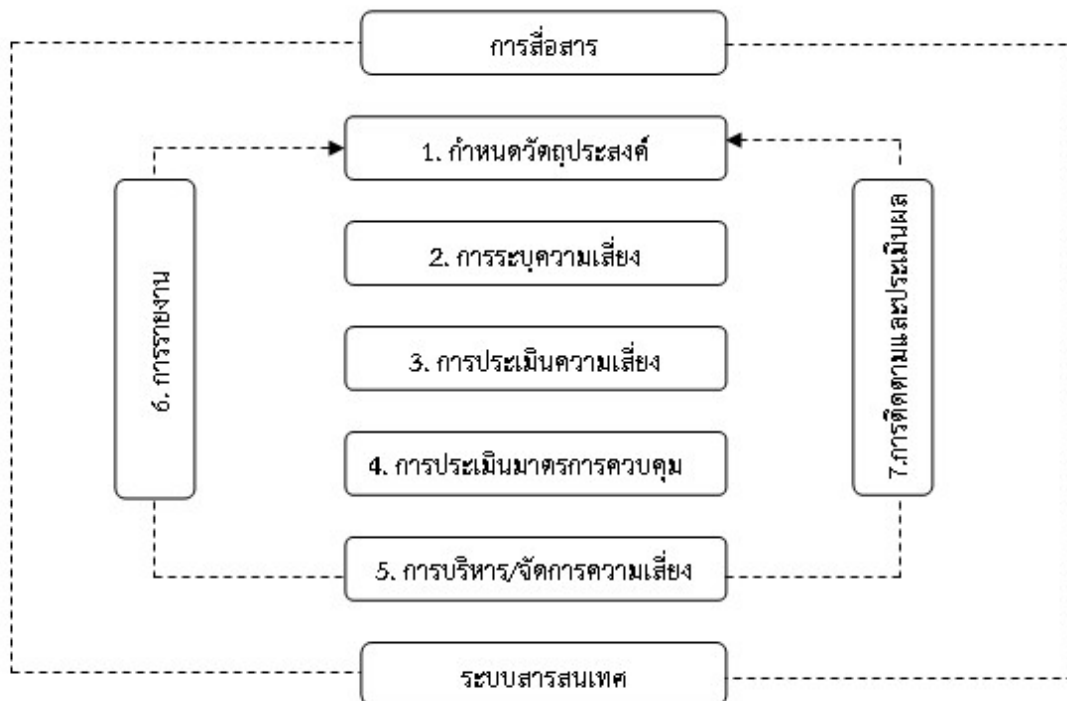 การสื่อสาร
1. กำหนดวัตถุประสงค์
2. การระบุความเสี่ยง
3. การประเมินความเสี่ยง
4. การประเมินมาตรการควบคุม
5. การบริหาร/จัดการความเสี่ยง
6. การรายงาน
7.การติดตามและประเมินผล
ระบบสารสนเทศ